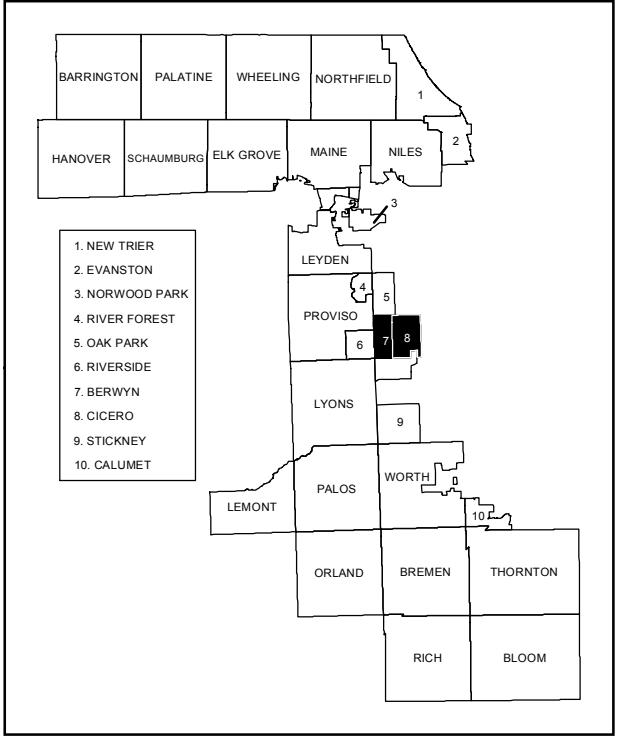 BARRINGTON
PALATINE
WHEELING
NORTHFIELD
1
2
HANOVER
SCHAUMBURG
ELK GROVE
MAINE
NILES
3
1. NEW TRIER
2. EVANSTON
3. NORWOOD PARK
4. RIVER FOREST
5. OAK PARK
6. RIVERSIDE
7. BERWYN
8. CICERO
9. STICKNEY
10. CALUMET
LEYDEN
4
5
PROVISO
6
7
8
LYONS
9
WORTH
PALOS
LEMONT
10
ORLAND
BREMEN
THORNTON
RICH
BLOOM